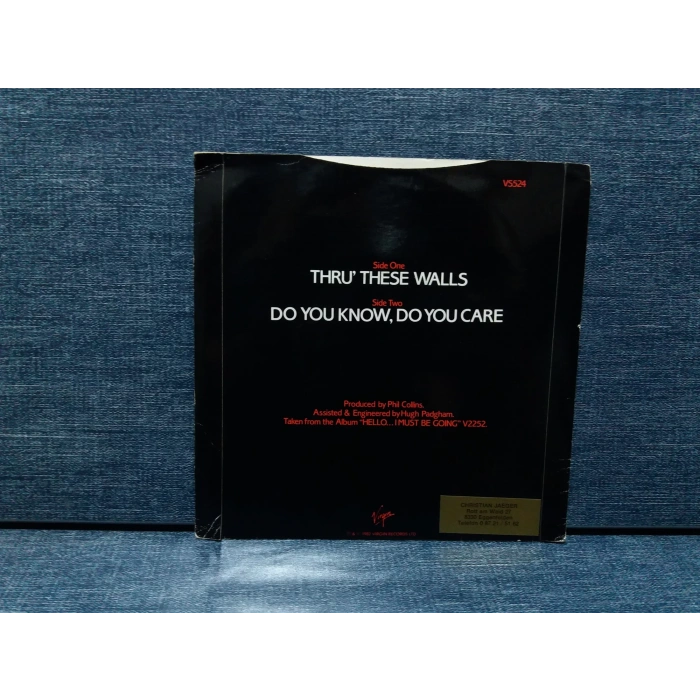 VS524
Side One
THRU' THESE WALLS
Side Two
DO YOU KNOW, DO YOU CARE
Produced by Phil Collins.
Assisted & Engineered by Hugh Padgham.
Taken from the Album "HELLO... I MUST BE GOING" V2252.
Virgin
CHRISTINE